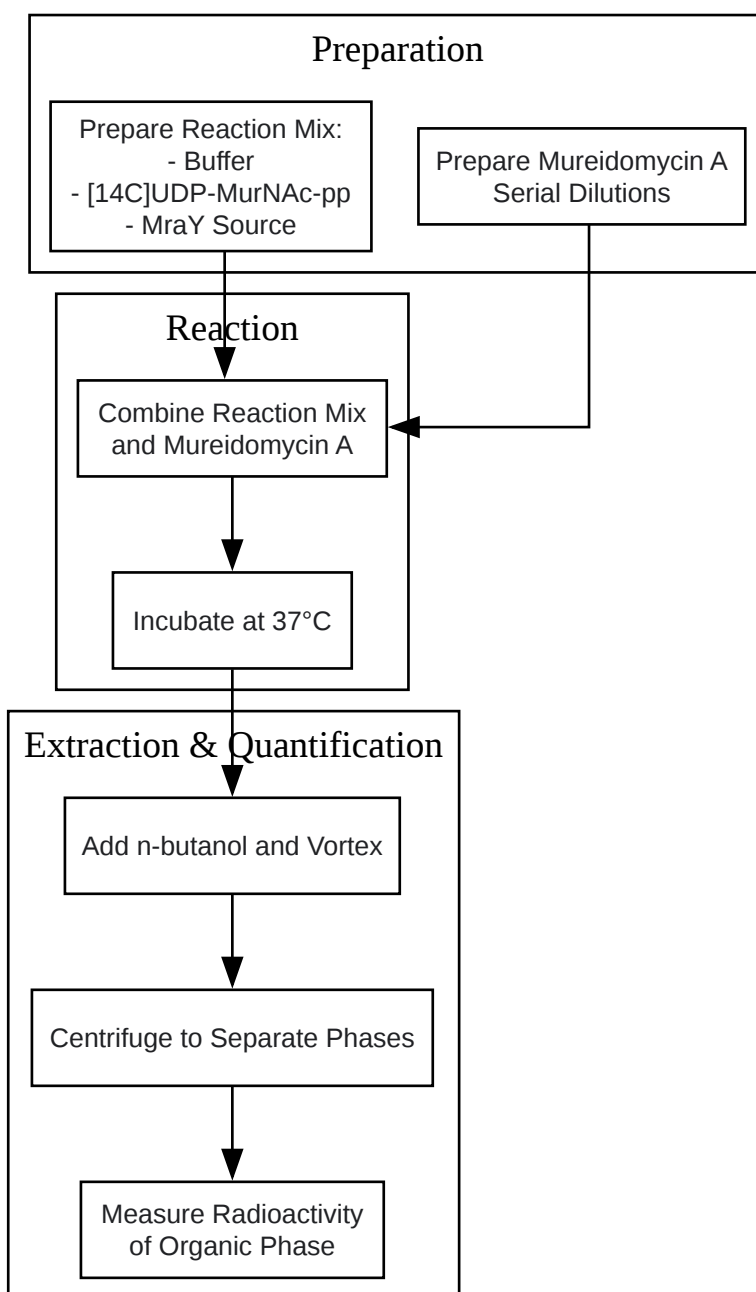 Preparation
Prepare Reaction Mix:
- Buffer
- [14C]UDP-MurNAc-pp
- MraY Source
Prepare Mureidomycin A
Serial Dilutions
Reaction
Combine Reaction Mix
and Mureidomycin A
Incubate at 37°C
Extraction & Quantification
Add n-butanol and Vortex
Centrifuge to Separate Phases
Measure Radioactivity
of Organic Phase